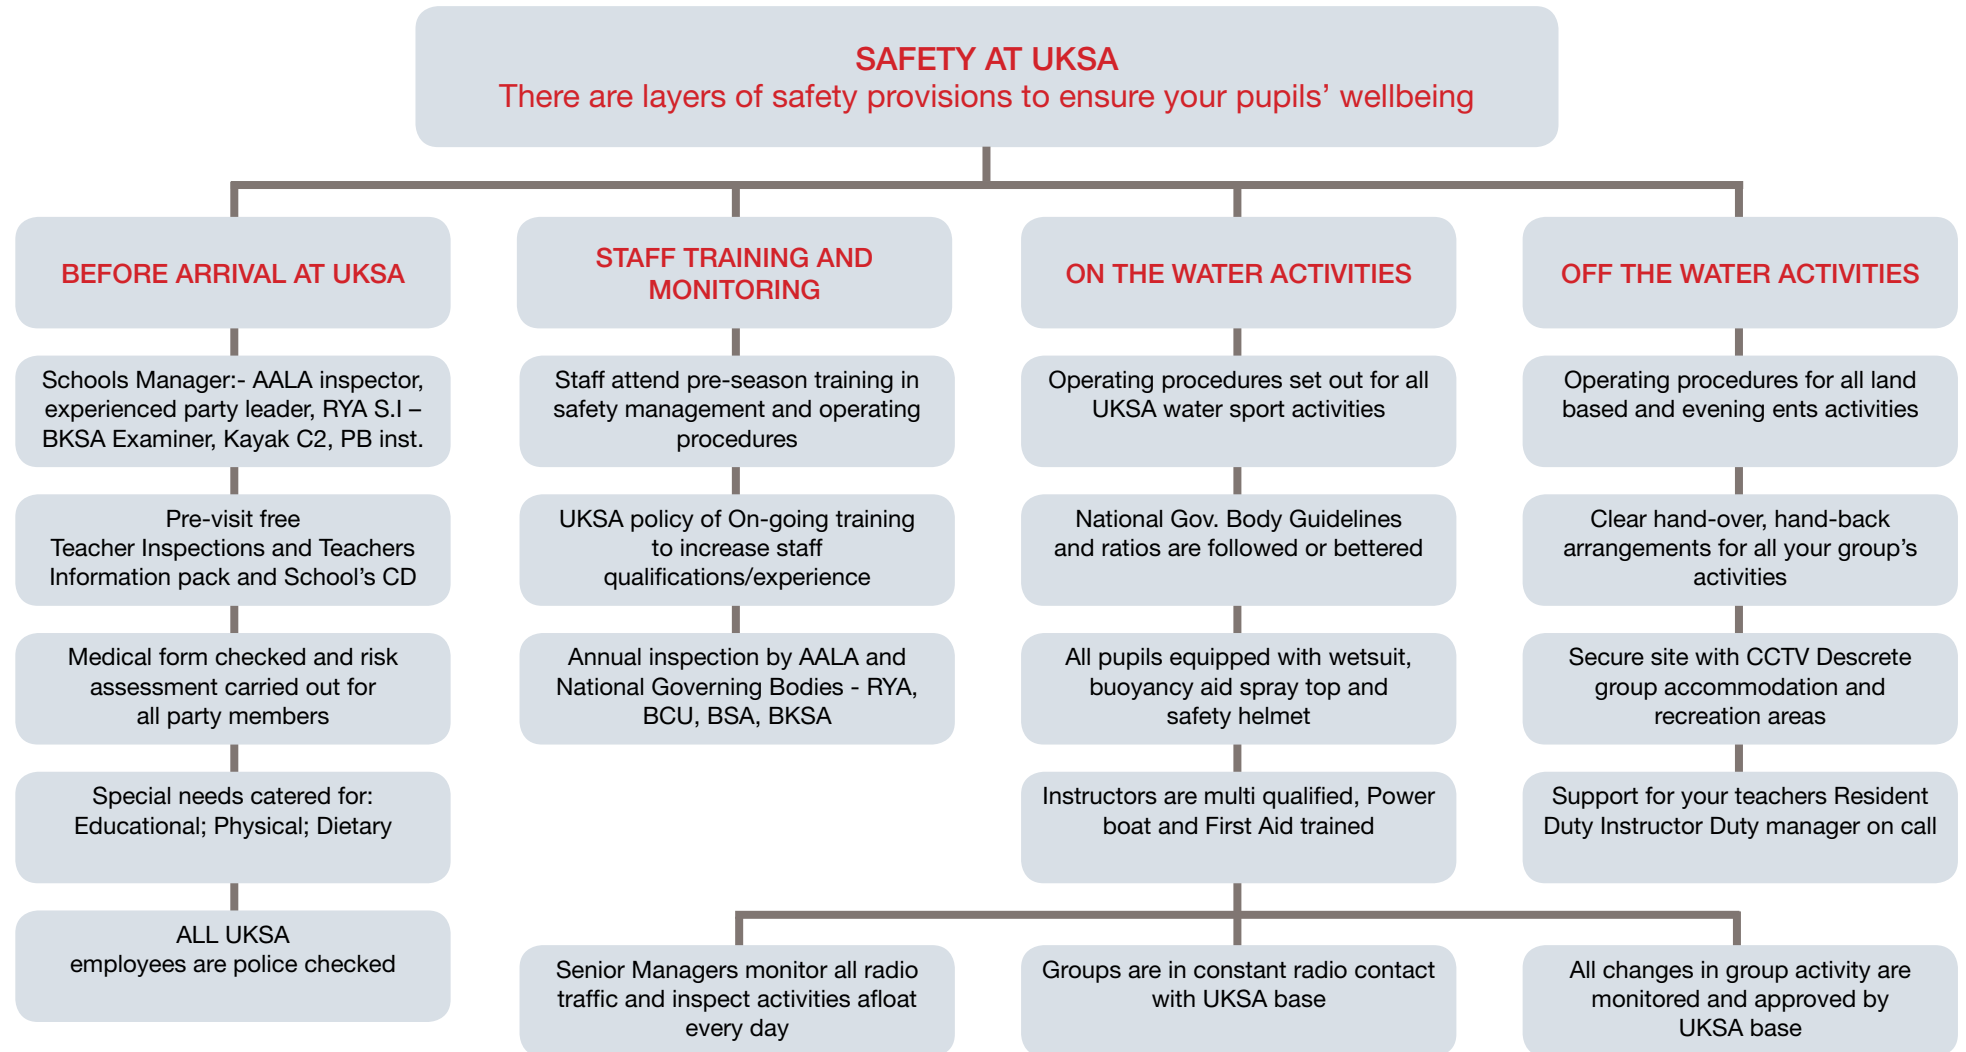 SAFETY AT UKSA
There are layers of safety provisions to ensure your pupils’ wellbeing
BEFORE ARRIVAL AT UKSA
Schools Manager:- AALA inspector,
experienced party leader, RYA S.I –
BKSA Examiner, Kayak C2, PB inst.
Pre-visit free
Teacher Inspections and Teachers
Information pack and School’s CD
Medical form checked and risk
assessment carried out for
all party members
Special needs catered for:
Educational; Physical; Dietary
ALL UKSA
employees are police checked
STAFF TRAINING AND
MONITORING
Staff attend pre-season training in
safety management and operating
procedures
UKSA policy of On-going training
to increase staff
qualifications/experience
Annual inspection by AALA and
National Governing Bodies - RYA,
BCU, BSA, BKSA
ON THE WATER ACTIVITIES
Operating procedures set out for all
UKSA water sport activities
National Gov. Body Guidelines
and ratios are followed or bettered
All pupils equipped with wetsuit,
buoyancy aid spray top and
safety helmet
Instructors are multi qualified, Power
boat and First Aid trained
Senior Managers monitor all radio
traffic and inspect activities afloat
every day
Groups are in constant radio contact
with UKSA base
All changes in group activity are
monitored and approved by
UKSA base
OFF THE WATER ACTIVITIES
Operating procedures for all land
based and evening ents activities
Clear hand-over, hand-back
arrangements for all your group’s
activities
Secure site with CCTV Descrete
group accommodation and
recreation areas
Support for your teachers Resident
Duty Instructor Duty manager on call